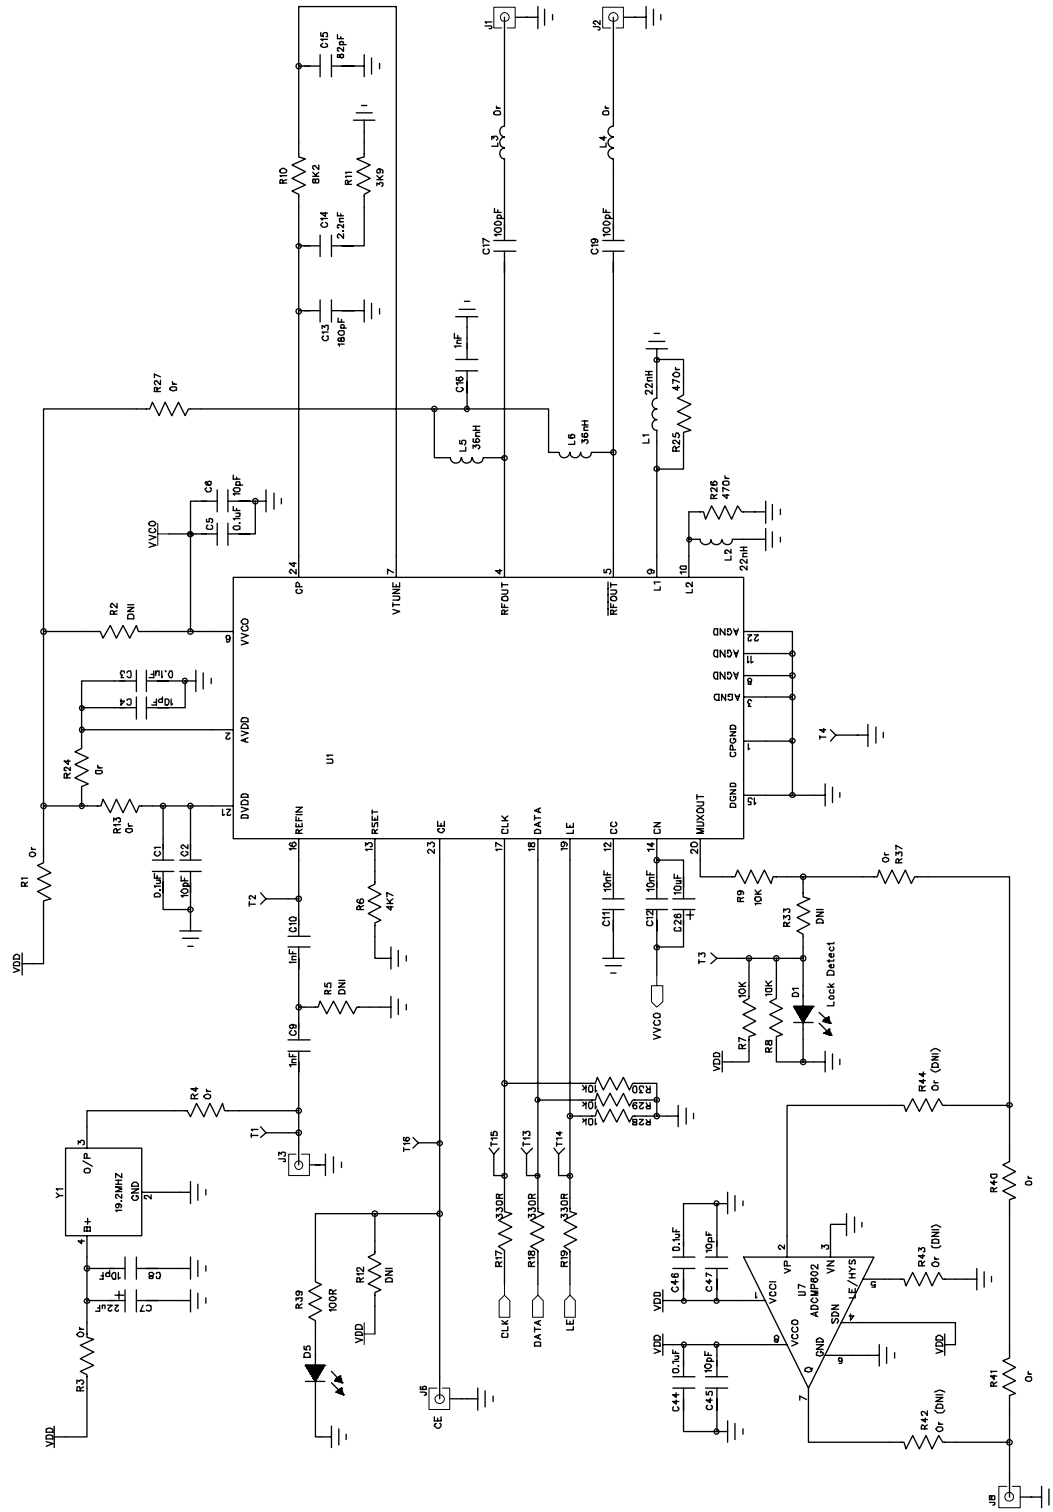 J1
J2
C15
82pF
R10
8K2
R11
3K9
C14
2.2nF
C13
180pF
L3
0r
L4
0r
C17
100pF
C19
100pF
C16
1nF
R27
0r
L5
36nH
L6
36nH
L1
22nH
R25
470r
R26
470r
L2
22nH
VVCO
C6
10pF
C5
0.1uF
R2
DNI
C3
0.1uF
C4
10pF
R24
0r
R13
0r
R1
0r
VDD
C1
0.1uF
C2
10pF
24
CP
7
VTUNE
4
RFOUT
5
RFOUT
9
L1
10
L2
6
VVCO
2
AVDD
21
DVDD
U1
AGND
22
AGND
11
AGND
8
AGND
3
CPGND
1
DGND
15
T4
REFIN
16
RSET
13
CE
23
CLK
17
DATA
18
LE
19
CC
12
CN
14
MUXOUT
20
T2
C10
1nF
R6
4K7
R5
DNI
C9
1nF
R4
0r
T1
J3
Y1
19.2MHZ
O/P
3
GND
2
B+
4
10pF
C8
22uF
+
C7
R3
0r
VDD
10nF
C11
10nF
C12
10uF
C26
+
VVCO
R9
10K
R37
0r
R33
DNI
T3
R7
10K
R8
10K
VDD
D1
Lock Detect
10k
R30
10k
R29
10k
R28
T15
T13
T14
T16
R17
330R
R18
330R
R19
330R
CLK
DATA
LE
R12
DNI
VDD
R39
100R
D5
J6
CE
R44
0r (DNI)
R40
0r
R43
0r (DNI)
R41
0r
R42
0r (DNI)
J8
U7
ADCMP602
VP
2
VN
3
LE/HYS
5
SDN
4
GND
6
Q
7
VCCI
1
VCCO
8
VDD
VDD
VDD
C46
0.1uF
C47
10pF
C44
0.1uF
C45
10pF